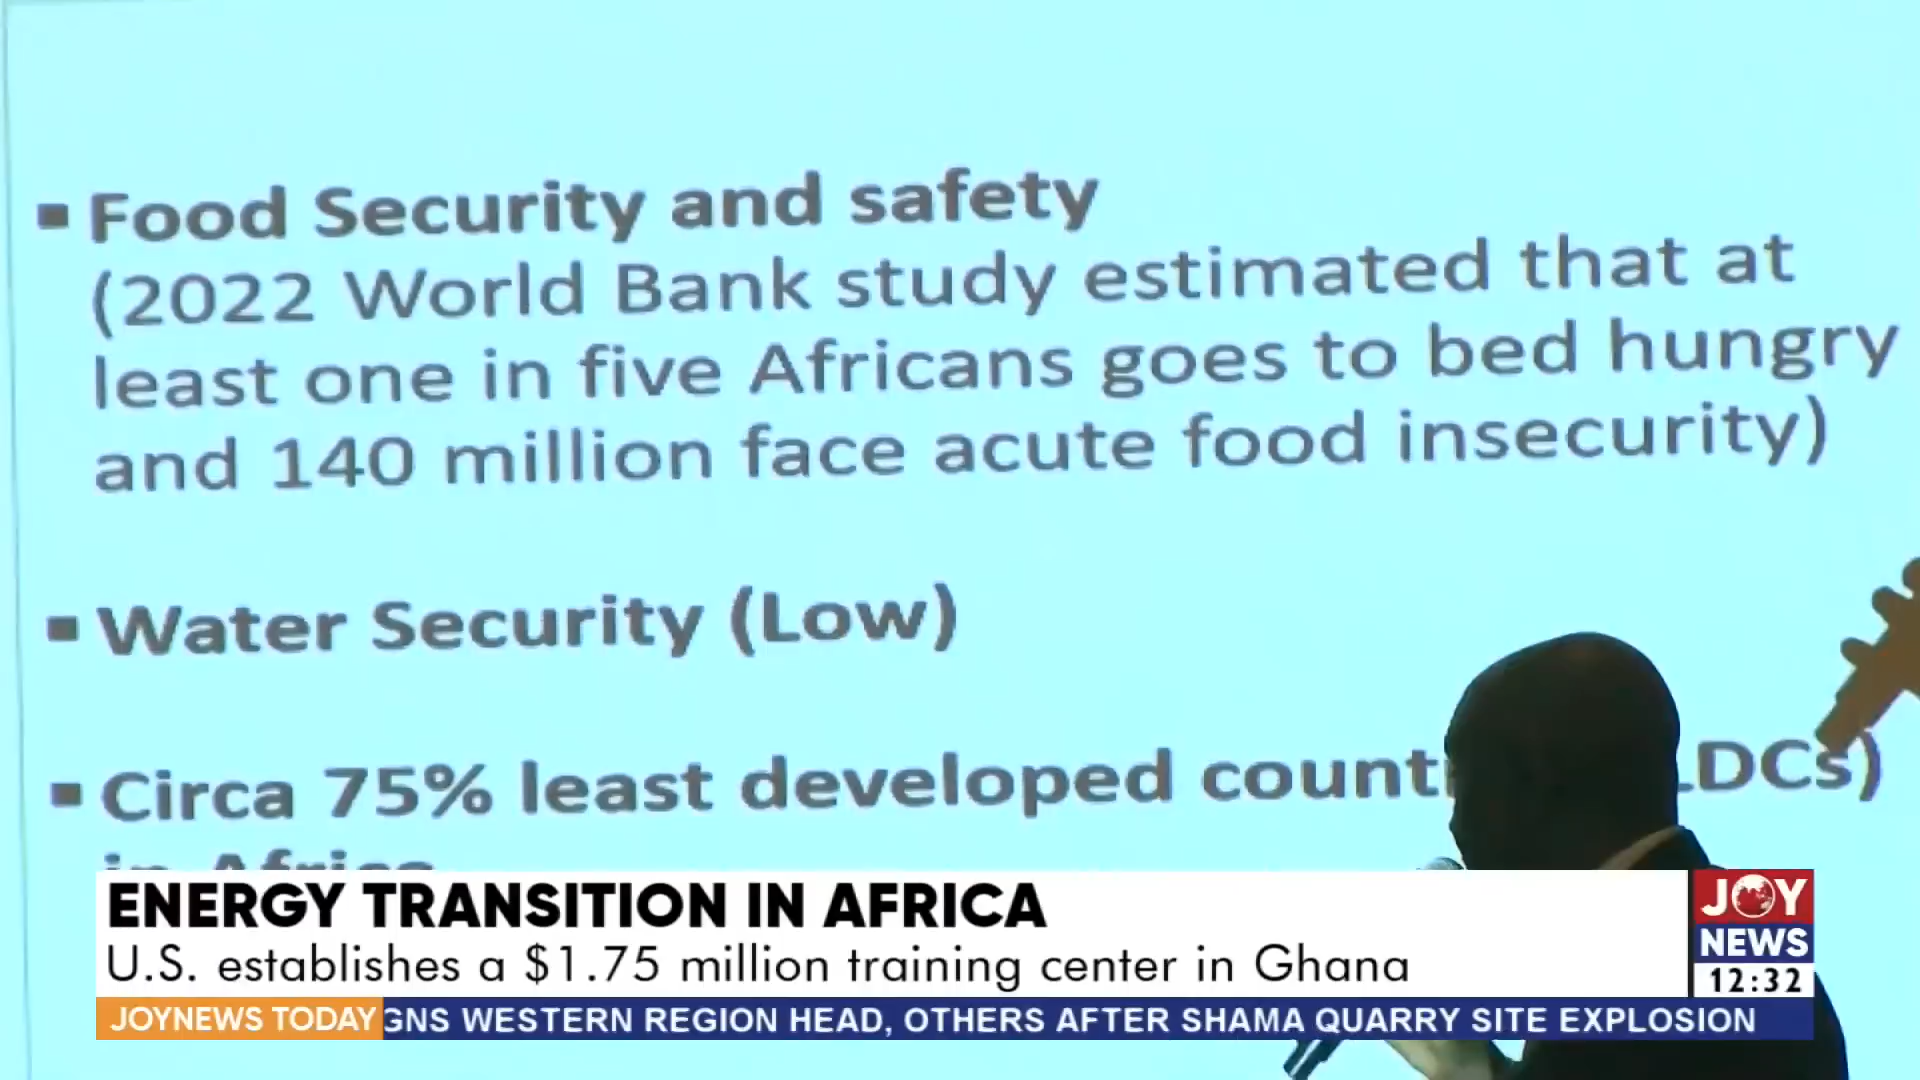 ▪ Food Security and safety
(2022 World Bank study estimated that at
least one in five Africans goes to bed hungry
and 140 million face acute food insecurity)
▪ Water Security (Low)
▪ Circa 75% least developed LDCs)
in Africa
ENERGY TRANSITION IN AFRICA
U.S. establishes a $1.75 million training center in Ghana
JOY
NEWS
12:32
JOYNEWS TODAY
GNS WESTERN REGION HEAD, OTHERS AFTER SHAMA QUARRY SITE EXPLOSION